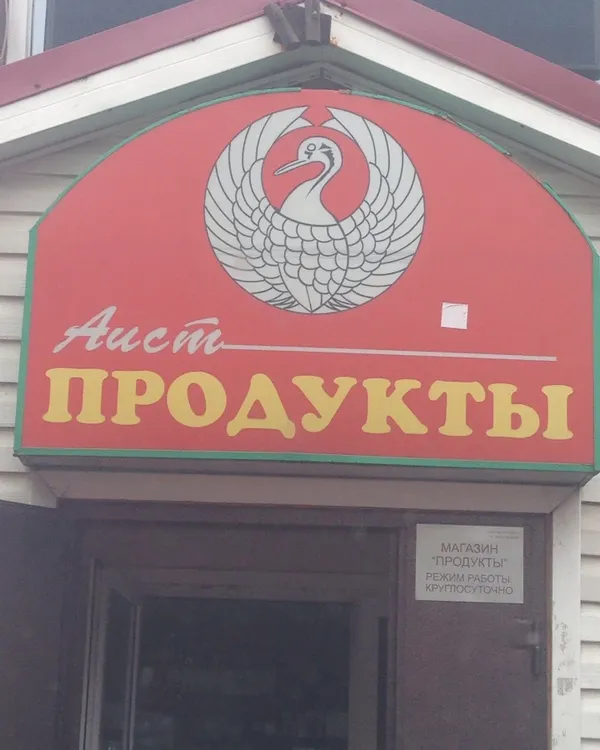 Аист
ПРОДУКТЫ
МАГАЗИН
"ПРОДУКТЫ"
РЕЖИМ РАБОТЫ:
КРУГЛОСУТОЧНО